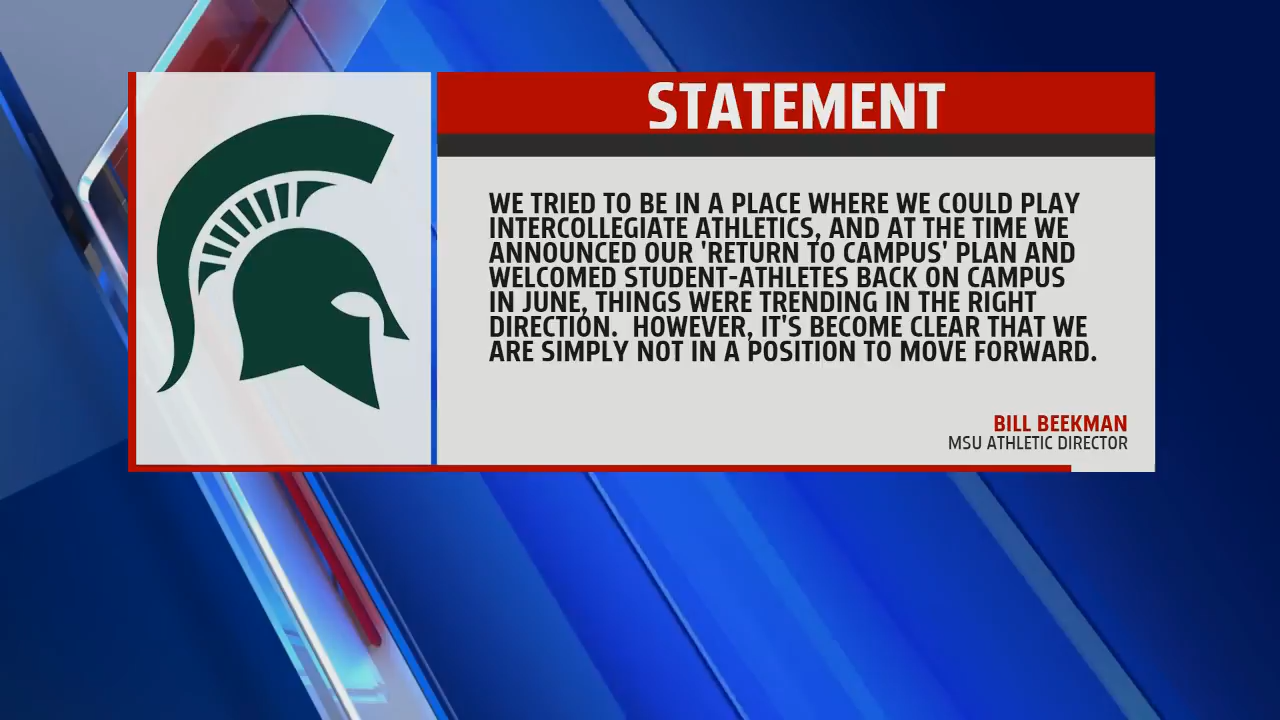 STATEMENT
WE TRIED TO BE IN A PLACE WHERE WE COULD PLAY
INTERCOLLEGIATE ATHLETICS, AND AT THE TIME WE
ANNOUNCED OUR 'RETURN TO CAMPUS' PLAN AND
WELCOMED STUDENT-ATHLETES BACK ON CAMPUS
IN JUNE, THINGS WERE TRENDING IN THE RIGHT
DIRECTION.  HOWEVER, IT'S BECOME CLEAR THAT WE
ARE SIMPLY NOT IN A POSITION TO MOVE FORWARD.
BILL BEEKMAN
MSU ATHLETIC DIRECTOR